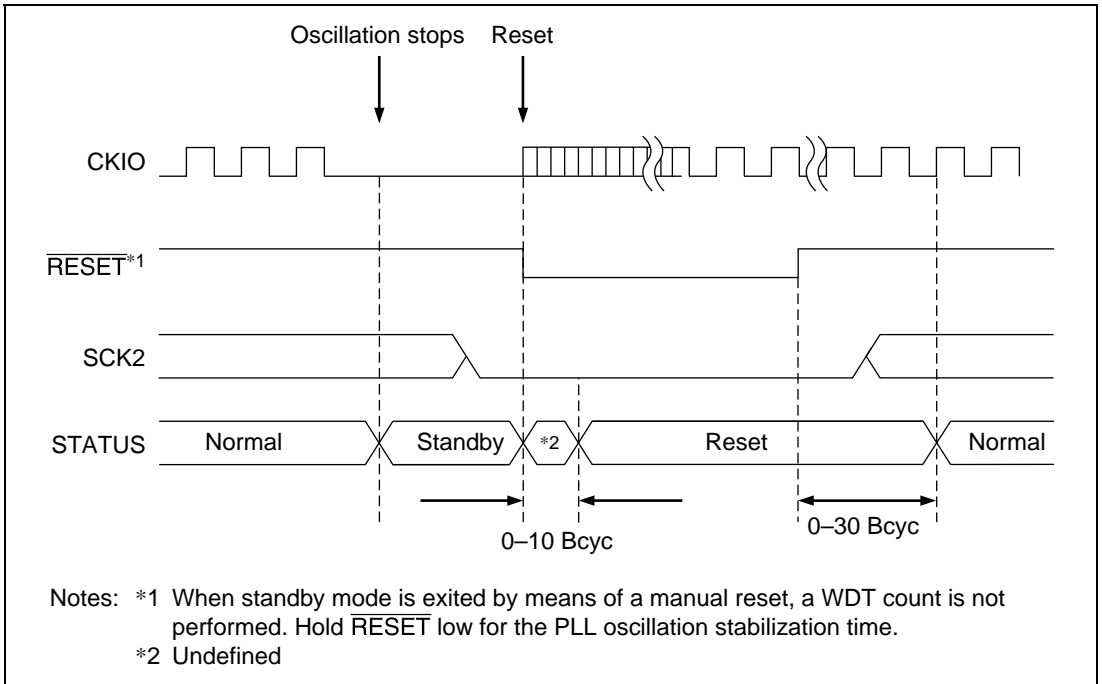 Oscillation stops Reset
CKIO
RESET*1
SCK2
STATUS Normal Standby *2 Reset Normal
0–10 Bcyc 0–30 Bcyc
Notes: *1 When standby mode is exited by means of a manual reset, a WDT count is not
performed. Hold RESET low for the PLL oscillation stabilization time.
*2 Undefined